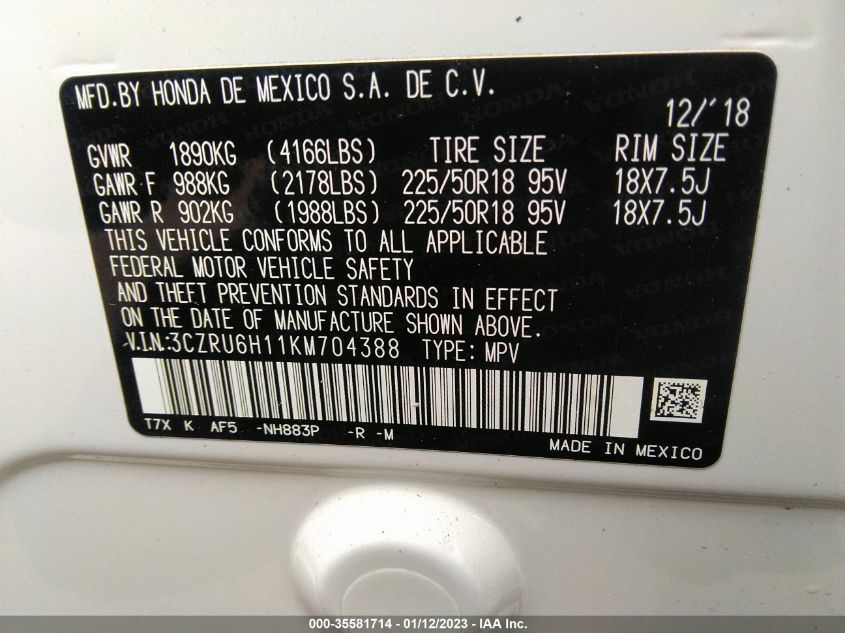 MFD.BY HONDA DE MEXICO S.A. DE C.V.
12/'18
GVWR 1890KG (4166LBS) TIRE SIZE RIM SIZE
GAWR F 988KG (2178LBS) 225/50R18 95V 18X7.5J
GAWR R 902KG (1988LBS) 225/50R18 95V 18X7.5J
THIS VEHICLE CONFORMS TO ALL APPLICABLE
FEDERAL MOTOR VEHICLE SAFETY
AND THEFT PREVENTION STANDARDS IN EFFECT
ON THE DATE OF MANUFACTURE SHOWN ABOVE.
V.I.N:3CZRU6H11KM704388 TYPE: MPV
T7X K AF5 -NH883P -R -M
MADE IN MEXICO
000-35581714 - 01/12/2023 - IAA Inc.